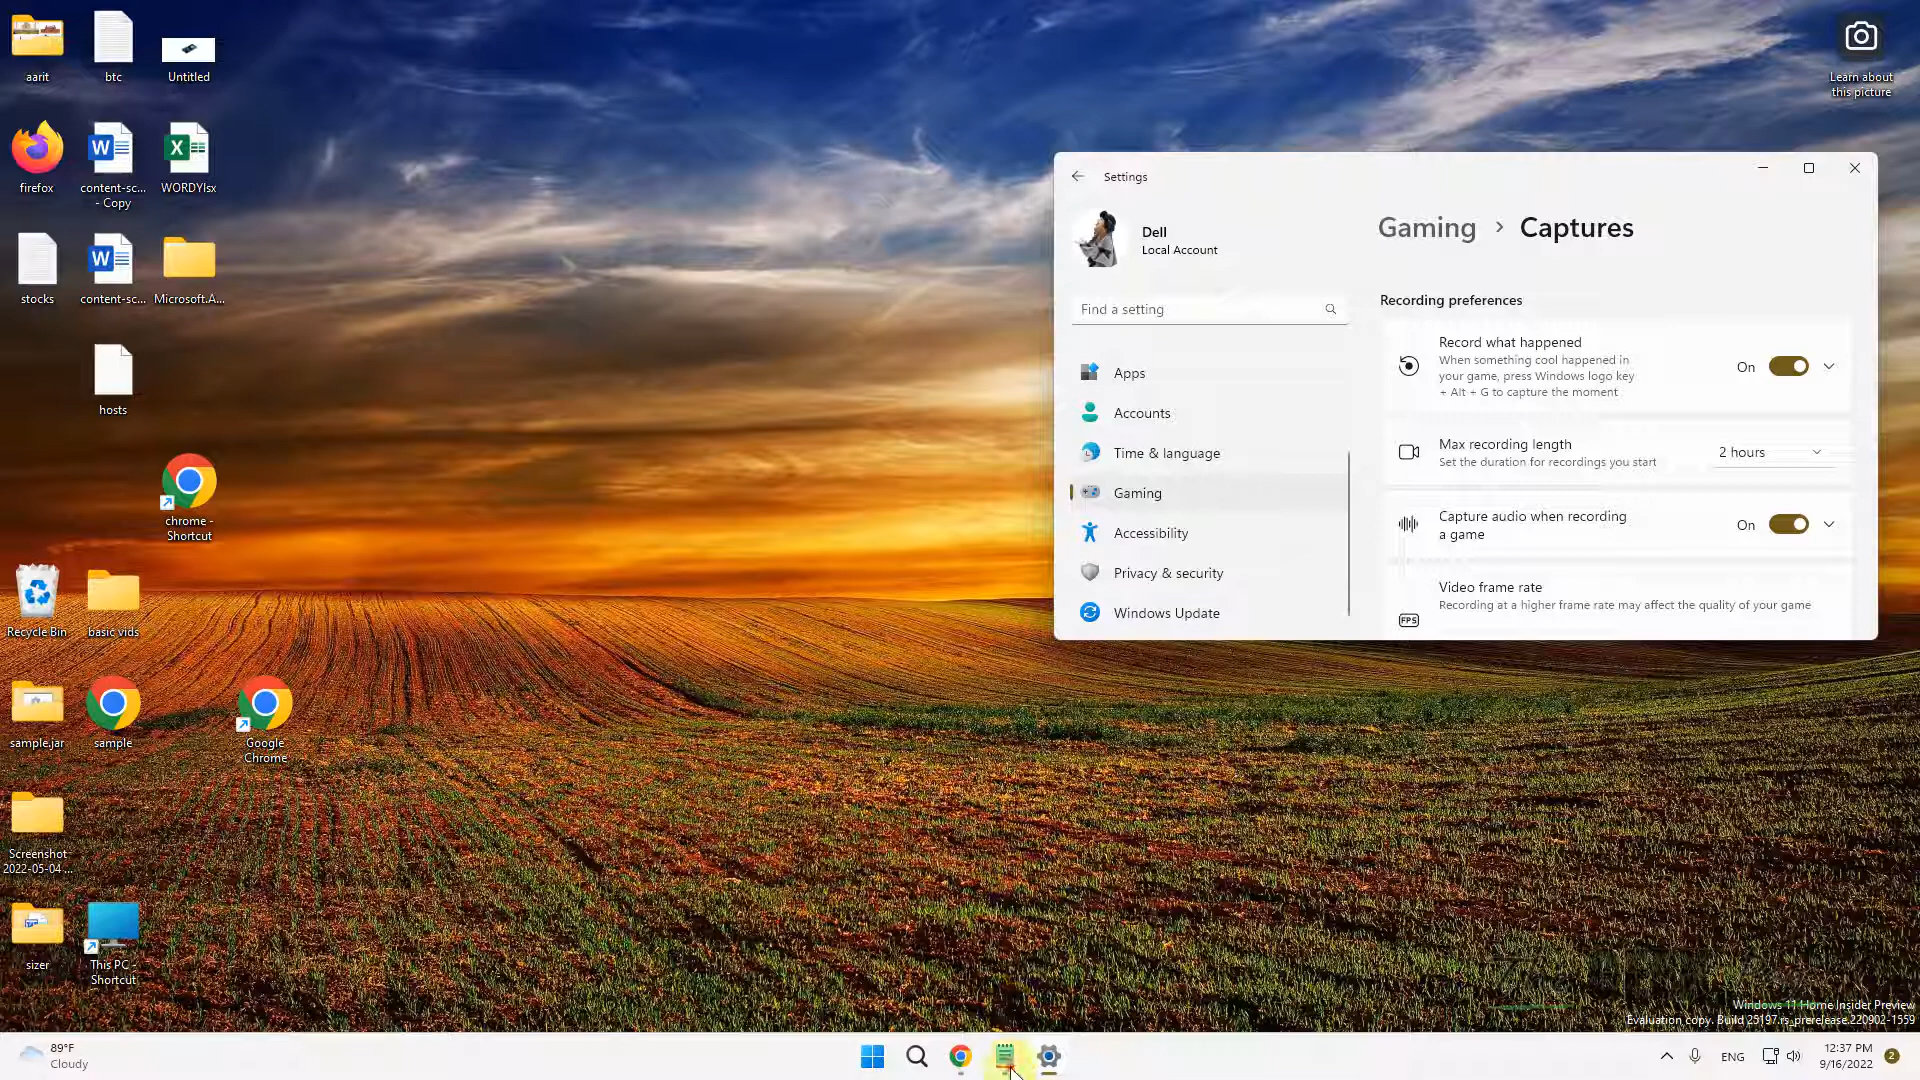 aarit
btc
Untitled
Learn about
this picture
firefox
content-sc...
- Copy
WORDYlsx
stocks
content-sc...
Microsoft.A...
hosts
chrome -
Shortcut
Recycle Bin
basic vids
sample.jar
sample
Google
Chrome
Screenshot
2022-05-04 ...
sizer
This PC -
Shortcut
Settings
Dell
Local Account
Find a setting
Apps
Accounts
Time & language
Gaming
Accessibility
Privacy & security
Windows Update
Gaming > Captures
Recording preferences
Record what happened
When something cool happened in
your game, press Windows logo key
+ Alt + G to capture the moment
On
Max recording length
Set the duration for recordings you start
2 hours
Capture audio when recording
a game
On
Video frame rate
Recording at a higher frame rate may affect the quality of your game
FPS
Windows 11 Home Insider Preview
Evaluation copy. Build 25197.rs_prerelease.220902-1559
89°F
Cloudy
ENG
12:37 PM
9/16/2022
2